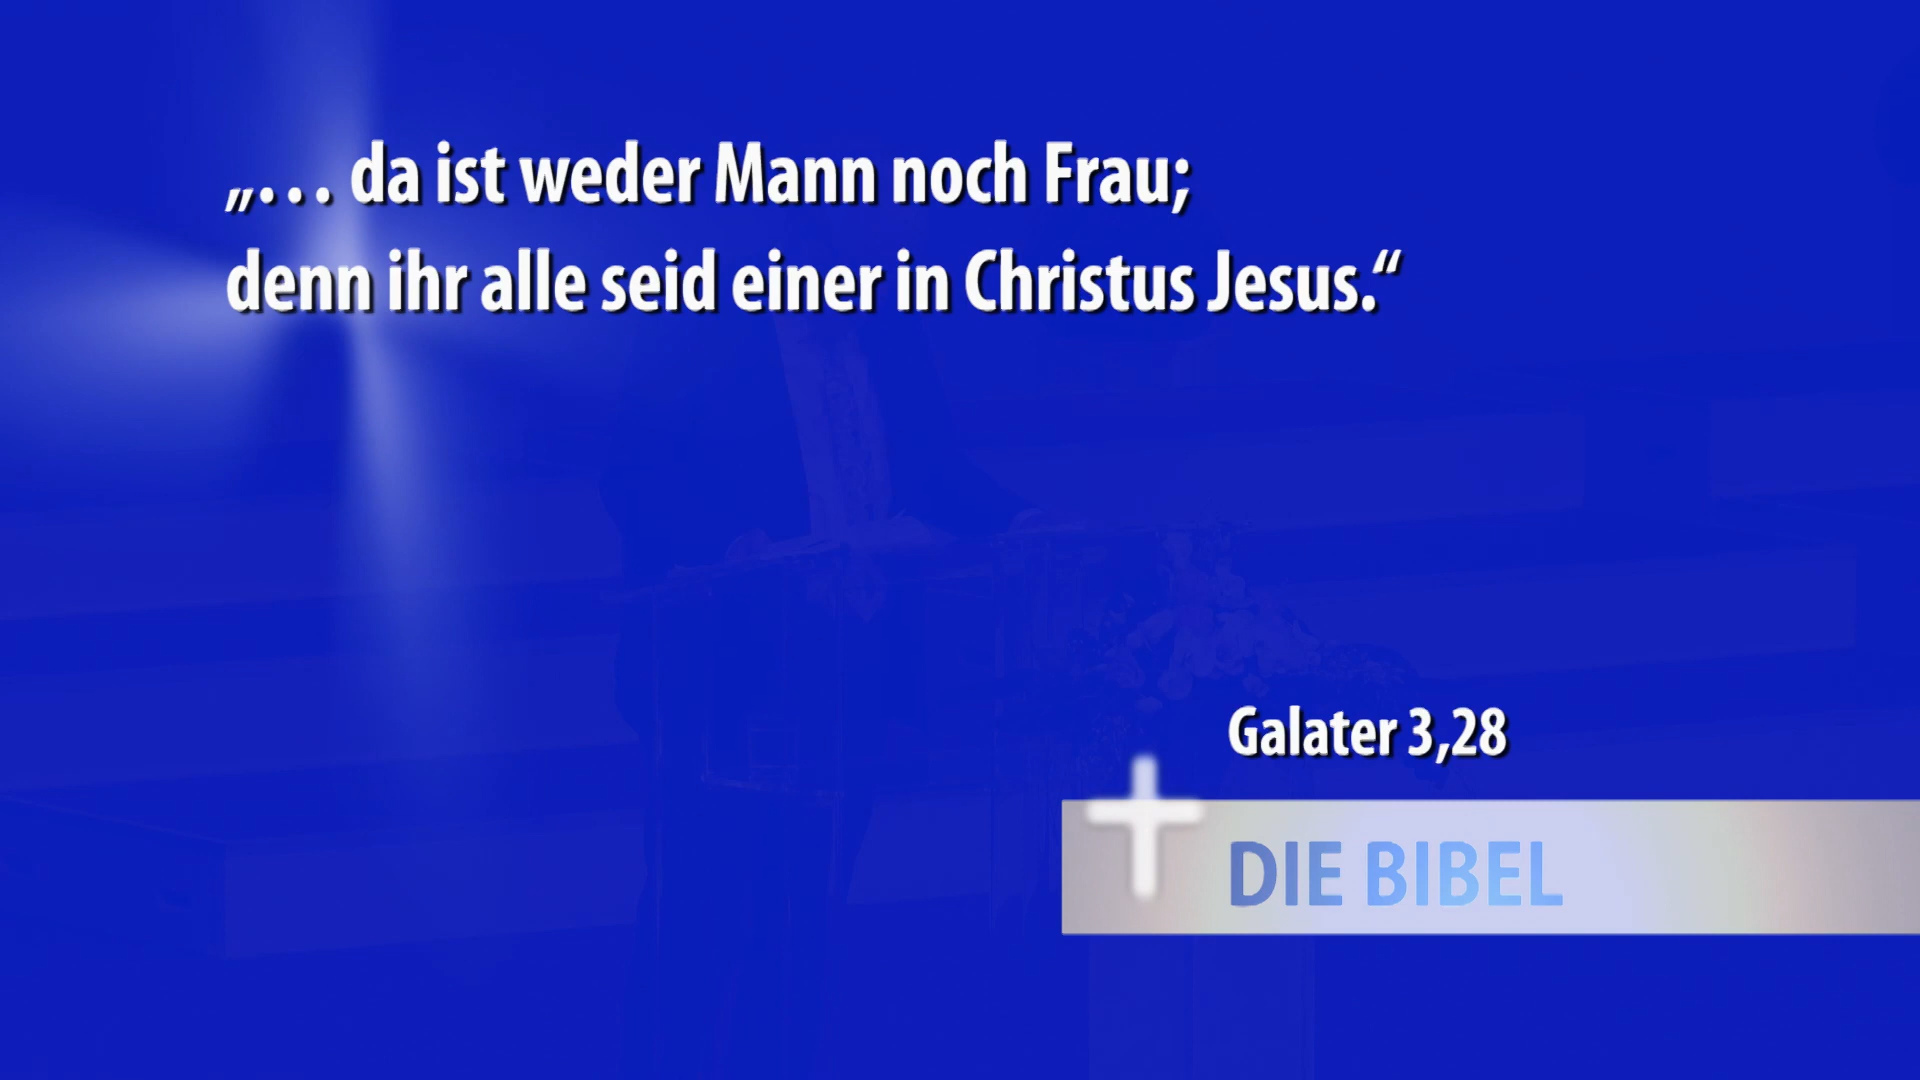 „… da ist weder Mann noch Frau;
denn ihr alle seid einer in Christus Jesus.“
Galater 3,28
DIE BIBEL